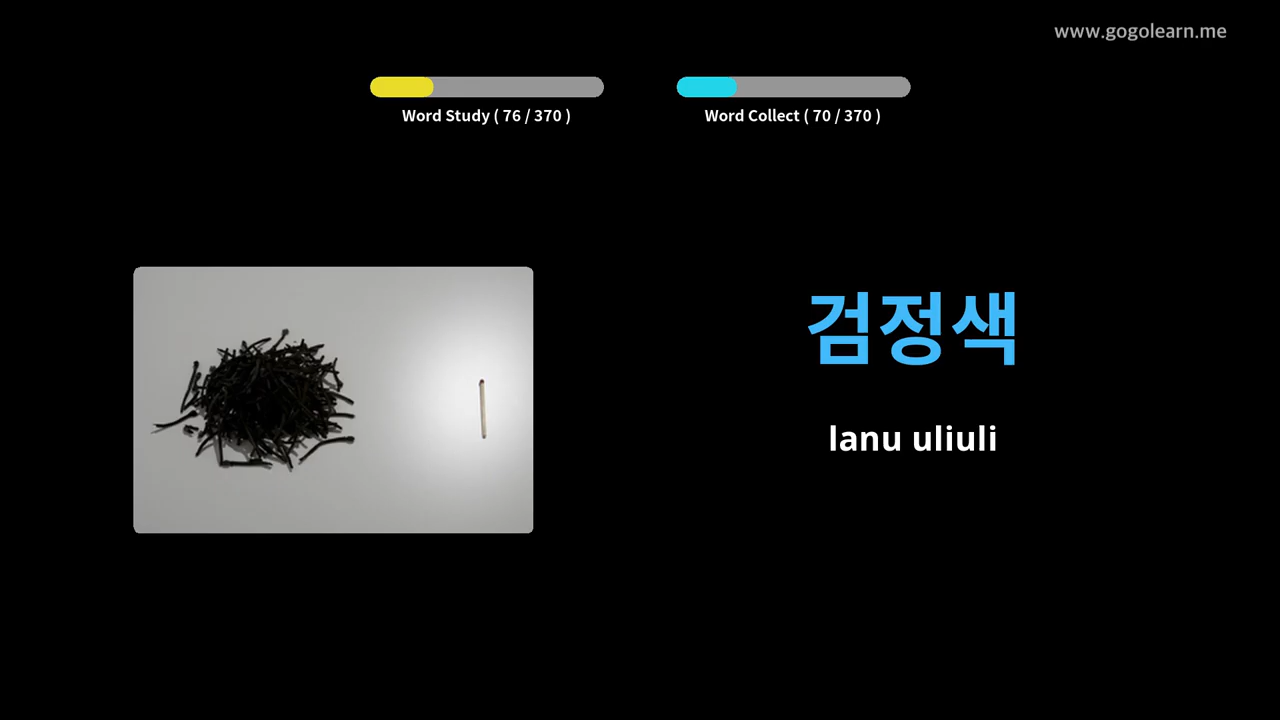 www.gogolearn.me
Word Study ( 76 / 370 )
Word Collect ( 70 / 370 )
검정색
lanu uliuli